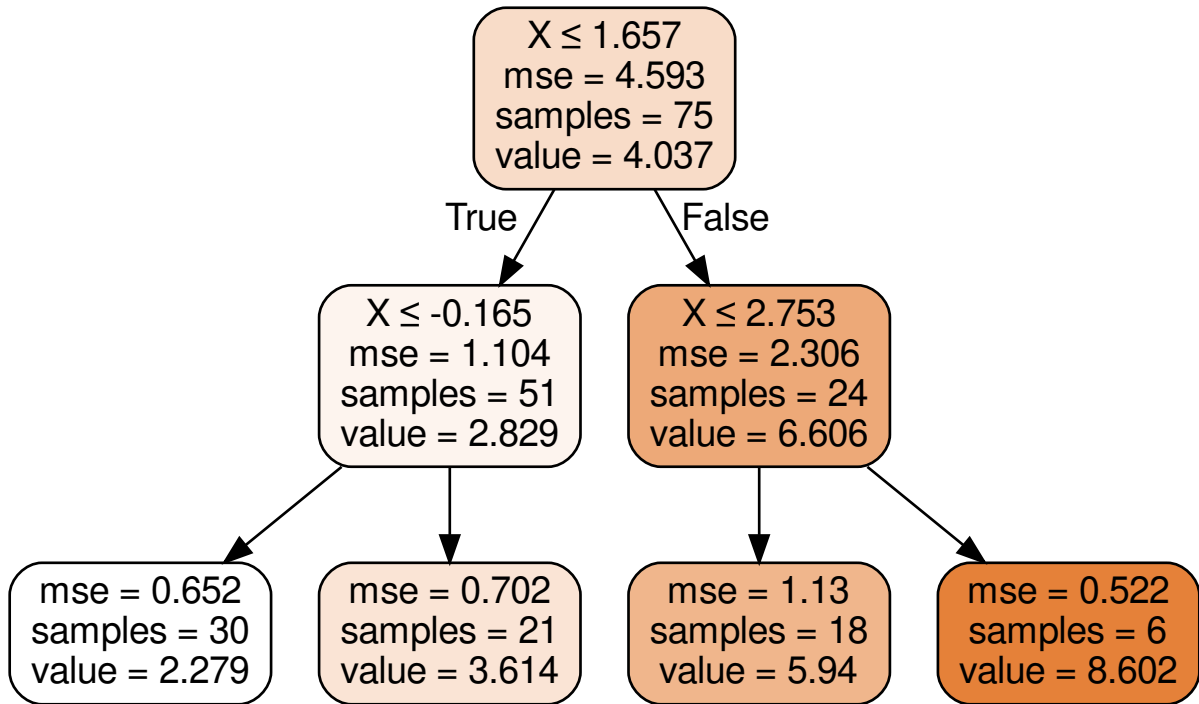 X ≤ 1.657
mse = 4.593
samples = 75
value = 4.037
True
False
X ≤ -0.165
mse = 1.104
samples = 51
value = 2.829
X ≤ 2.753
mse = 2.306
samples = 24
value = 6.606
mse = 0.652
samples = 30
value = 2.279
mse = 0.702
samples = 21
value = 3.614
mse = 1.13
samples = 18
value = 5.94
mse = 0.522
samples = 6
value = 8.602